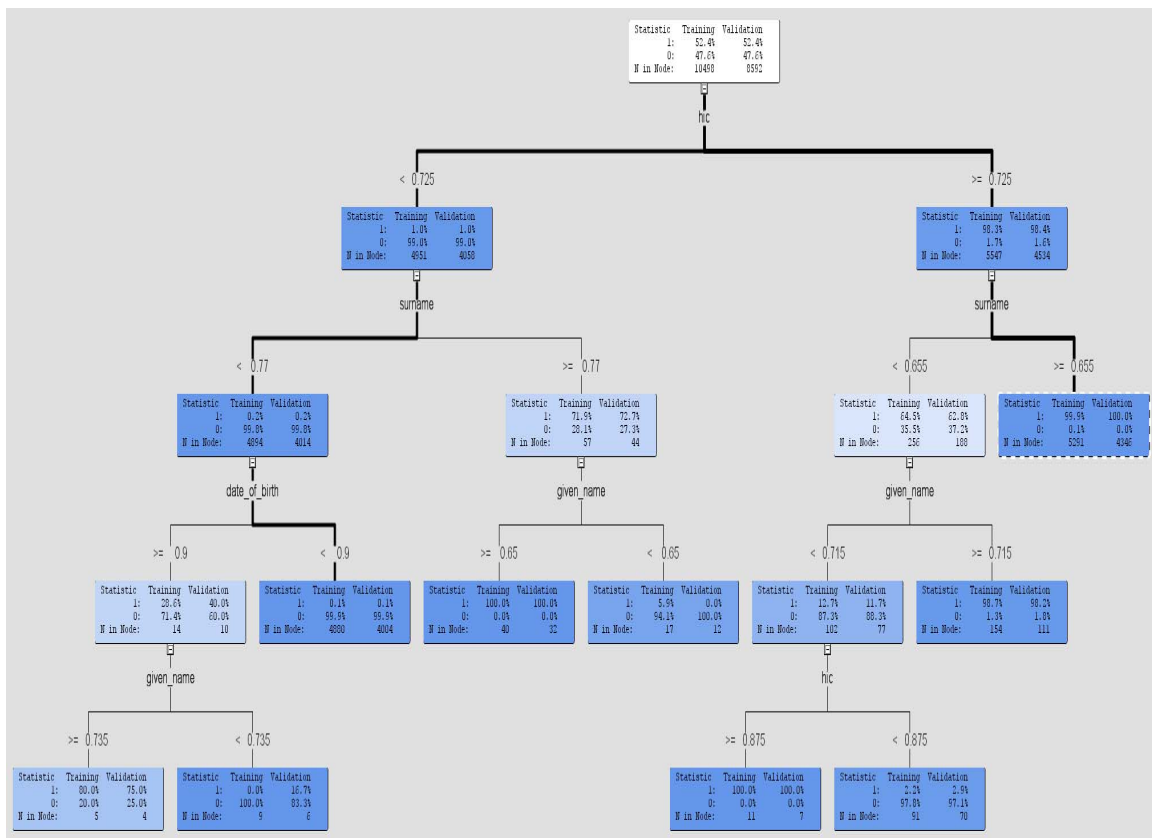 Statistic Training Validation
1: 52.4% 52.4%
0: 47.6% 47.6%
N in Node: 10498 8592
hic
< 0.725
>= 0.725
Statistic Training Validation
1: 1.0% 1.0%
0: 99.0% 99.0%
N in Node: 4951 4058
Statistic Training Validation
1: 98.3% 98.4%
0: 1.7% 1.6%
N in Node: 5547 4534
surname
surname
< 0.77
>= 0.77
< 0.655
>= 0.655
Statistic Training Validation
1: 0.2% 0.2%
0: 99.8% 99.8%
N in Node: 4894 4014
Statistic Training Validation
1: 71.9% 72.7%
0: 28.1% 27.3%
N in Node: 57 44
Statistic Training Validation
1: 64.5% 62.8%
0: 35.5% 37.2%
N in Node: 256 188
Statistic Training Validation
1: 99.9% 100.0%
0: 0.1% 0.0%
N in Node: 5291 4346
date_of_birth
given_name
given_name
>= 0.9
< 0.9
>= 0.65
< 0.65
< 0.715
>= 0.715
Statistic Training Validation
1: 28.6% 40.0%
0: 71.4% 60.0%
N in Node: 14 10
Statistic Training Validation
1: 0.1% 0.1%
0: 99.9% 99.9%
N in Node: 4880 4004
Statistic Training Validation
1: 100.0% 100.0%
0: 0.0% 0.0%
N in Node: 40 32
Statistic Training Validation
1: 5.9% 0.0%
0: 94.1% 100.0%
N in Node: 17 12
Statistic Training Validation
1: 12.7% 11.7%
0: 87.3% 88.3%
N in Node: 102 77
Statistic Training Validation
1: 98.7% 98.2%
0: 1.3% 1.8%
N in Node: 154 111
given_name
hic
>= 0.735
< 0.735
>= 0.875
< 0.875
Statistic Training Validation
1: 80.0% 75.0%
0: 20.0% 25.0%
N in Node: 5 4
Statistic Training Validation
1: 0.0% 16.7%
0: 100.0% 83.3%
N in Node: 9 6
Statistic Training Validation
1: 100.0% 100.0%
0: 0.0% 0.0%
N in Node: 11 7
Statistic Training Validation
1: 2.2% 2.9%
0: 97.8% 97.1%
N in Node: 91 70